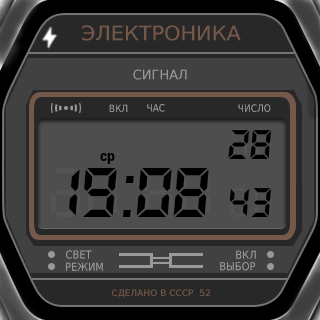 ЭЛЕКТРОНИКА
СИГНАЛ
ВКЛ ЧАС ЧИСЛО
28
ср
19:08 43
СВЕТ ВКЛ
РЕЖИМ ВЫБОР
СДЕЛАНО В СССР 52